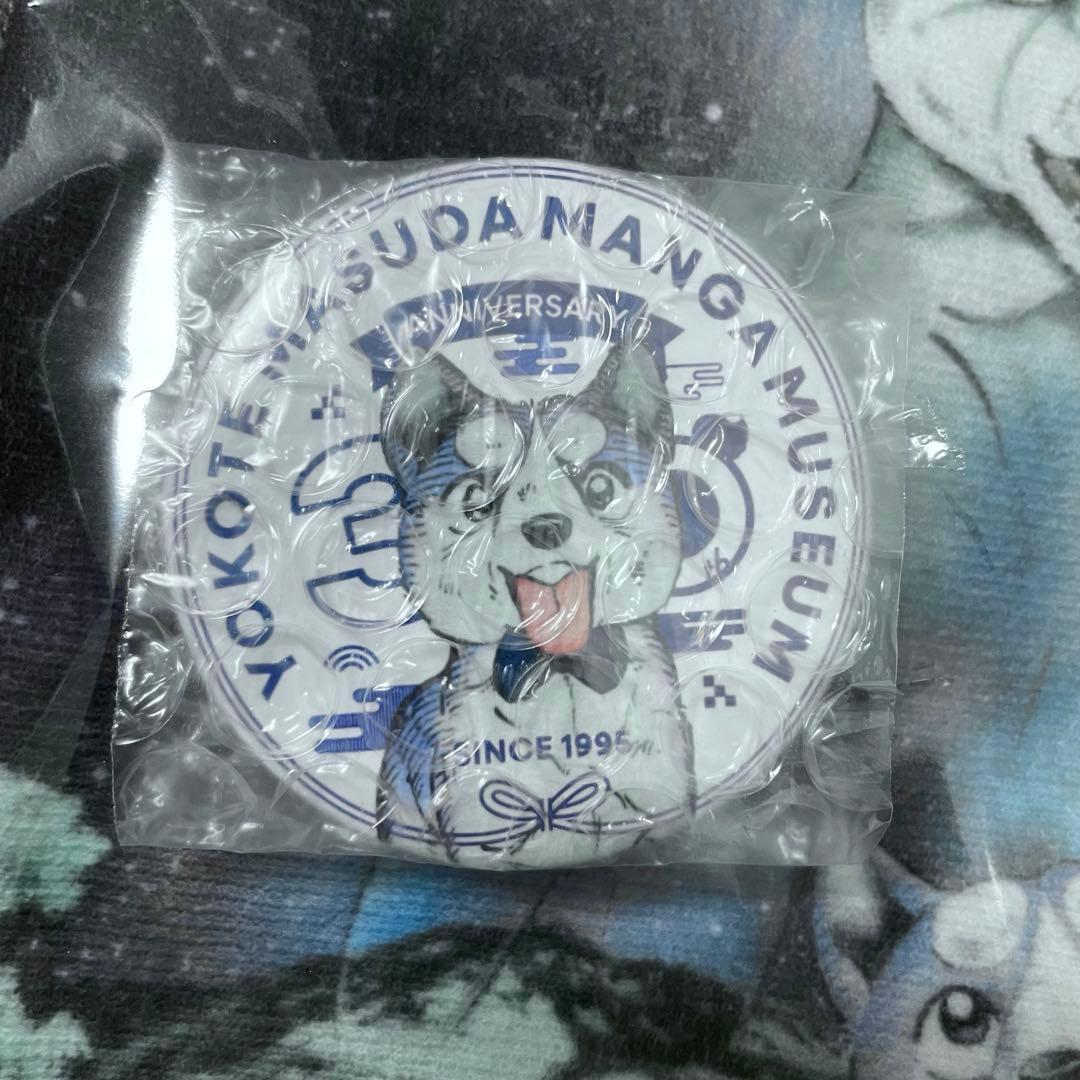 YOKOTE MASUDA MANGA MUSEUM
ANNIVERSARY
SINCE 1995